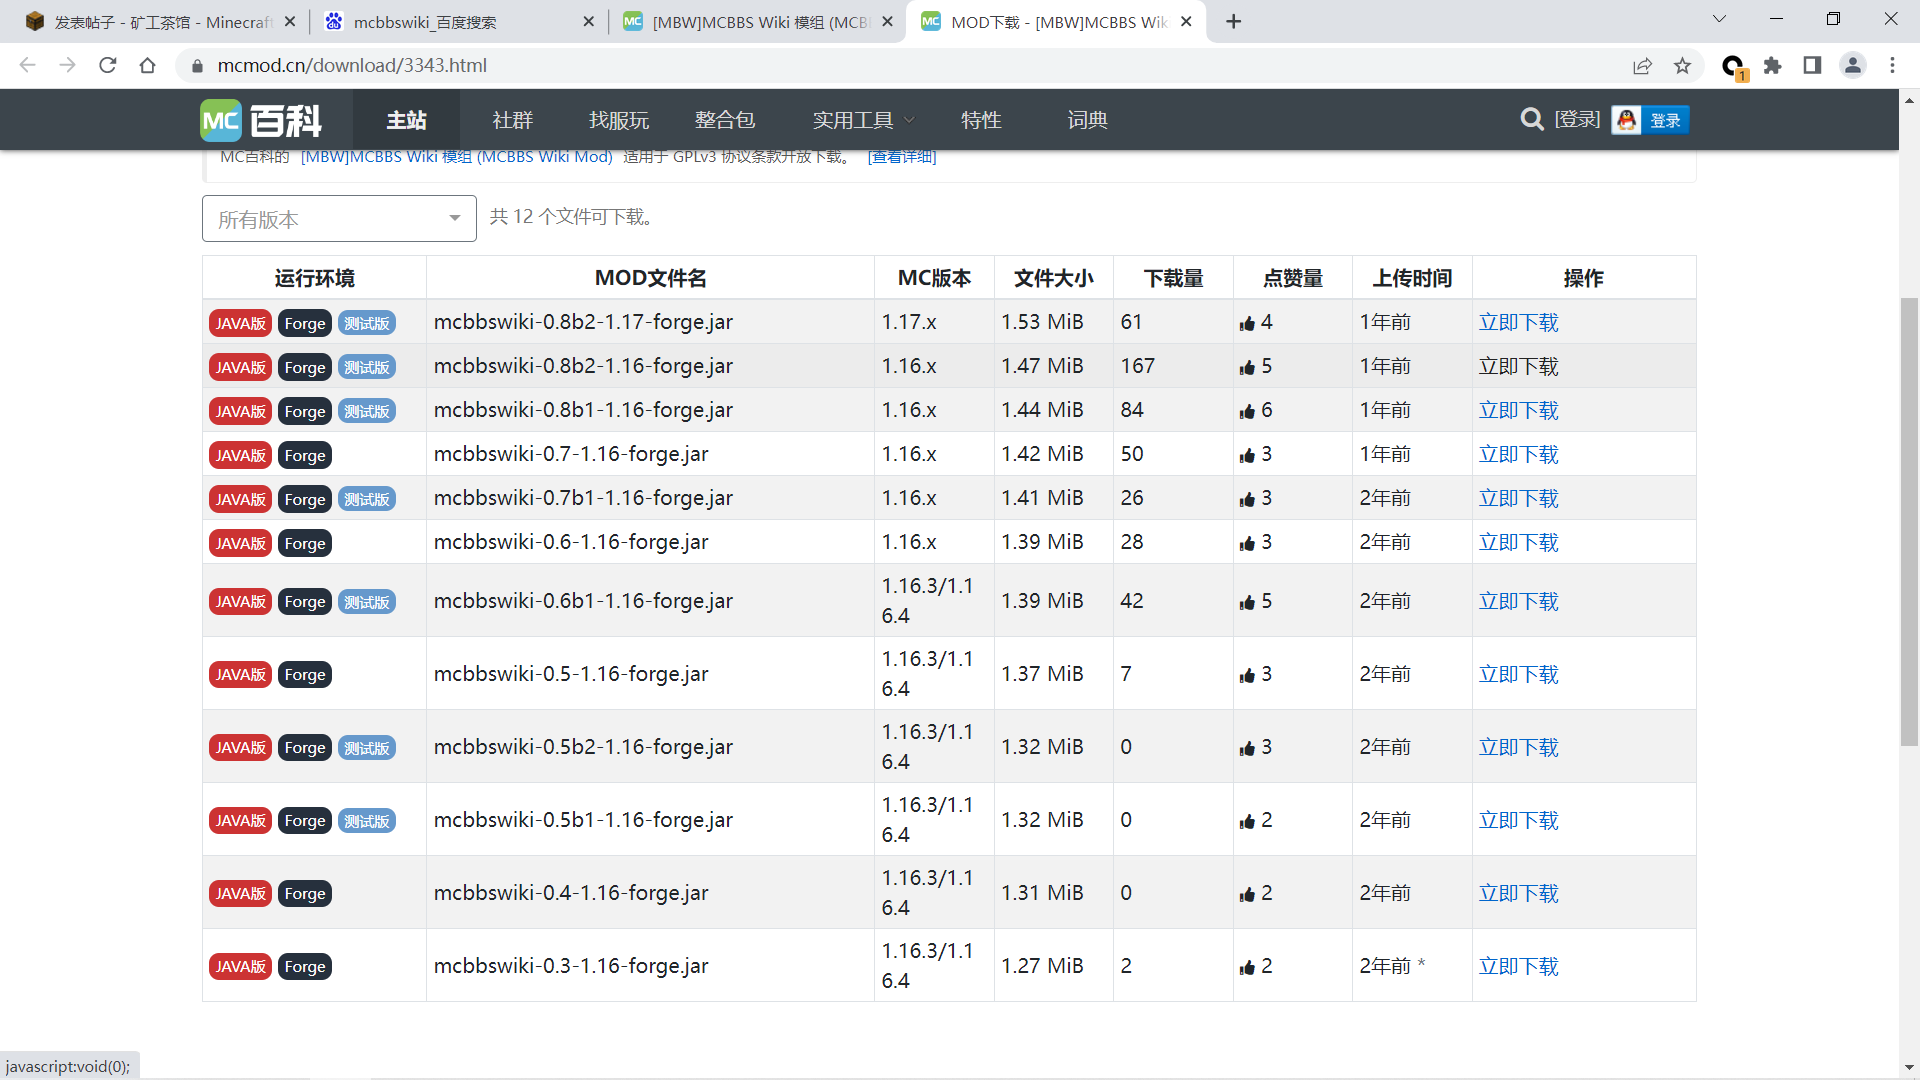 发表帖子 - 矿工茶馆 - Minecraft
mcbbswiki_百度搜索
[MBW]MCBBS Wiki 模组 (MCBB
MOD下载 - [MBW]MCBBS Wik
mcmod.cn/download/3343.html
1
MC百科
主站
社群
找服玩
整合包
实用工具
特性
词典
[登录]
登录
MC百科的 [MBW]MCBBS Wiki 模组 (MCBBS Wiki Mod) 适用于 GPLv3 协议条款开放下载。 [查看详细]
所有版本
共 12 个文件可下载。
运行环境 MOD文件名 MC版本 文件大小 下载量 点赞量 上传时间 操作
JAVA版 Forge 测试版 mcbbswiki-0.8b2-1.17-forge.jar 1.17.x 1.53 MiB 61 4 1年前 立即下载
JAVA版 Forge 测试版 mcbbswiki-0.8b2-1.16-forge.jar 1.16.x 1.47 MiB 167 5 1年前 立即下载
JAVA版 Forge 测试版 mcbbswiki-0.8b1-1.16-forge.jar 1.16.x 1.44 MiB 84 6 1年前 立即下载
JAVA版 Forge mcbbswiki-0.7-1.16-forge.jar 1.16.x 1.42 MiB 50 3 1年前 立即下载
JAVA版 Forge 测试版 mcbbswiki-0.7b1-1.16-forge.jar 1.16.x 1.41 MiB 26 3 2年前 立即下载
JAVA版 Forge mcbbswiki-0.6-1.16-forge.jar 1.16.x 1.39 MiB 28 3 2年前 立即下载
JAVA版 Forge 测试版 mcbbswiki-0.6b1-1.16-forge.jar 1.16.3/1.1
6.4 1.39 MiB 42 5 2年前 立即下载
JAVA版 Forge mcbbswiki-0.5-1.16-forge.jar 1.16.3/1.1
6.4 1.37 MiB 7 3 2年前 立即下载
JAVA版 Forge 测试版 mcbbswiki-0.5b2-1.16-forge.jar 1.16.3/1.1
6.4 1.32 MiB 0 3 2年前 立即下载
JAVA版 Forge 测试版 mcbbswiki-0.5b1-1.16-forge.jar 1.16.3/1.1
6.4 1.32 MiB 0 2 2年前 立即下载
JAVA版 Forge mcbbswiki-0.4-1.16-forge.jar 1.16.3/1.1
6.4 1.31 MiB 0 2 2年前 立即下载
JAVA版 Forge mcbbswiki-0.3-1.16-forge.jar 1.16.3/1.1
6.4 1.27 MiB 2 2 2年前 * 立即下载
javascript:void(0);